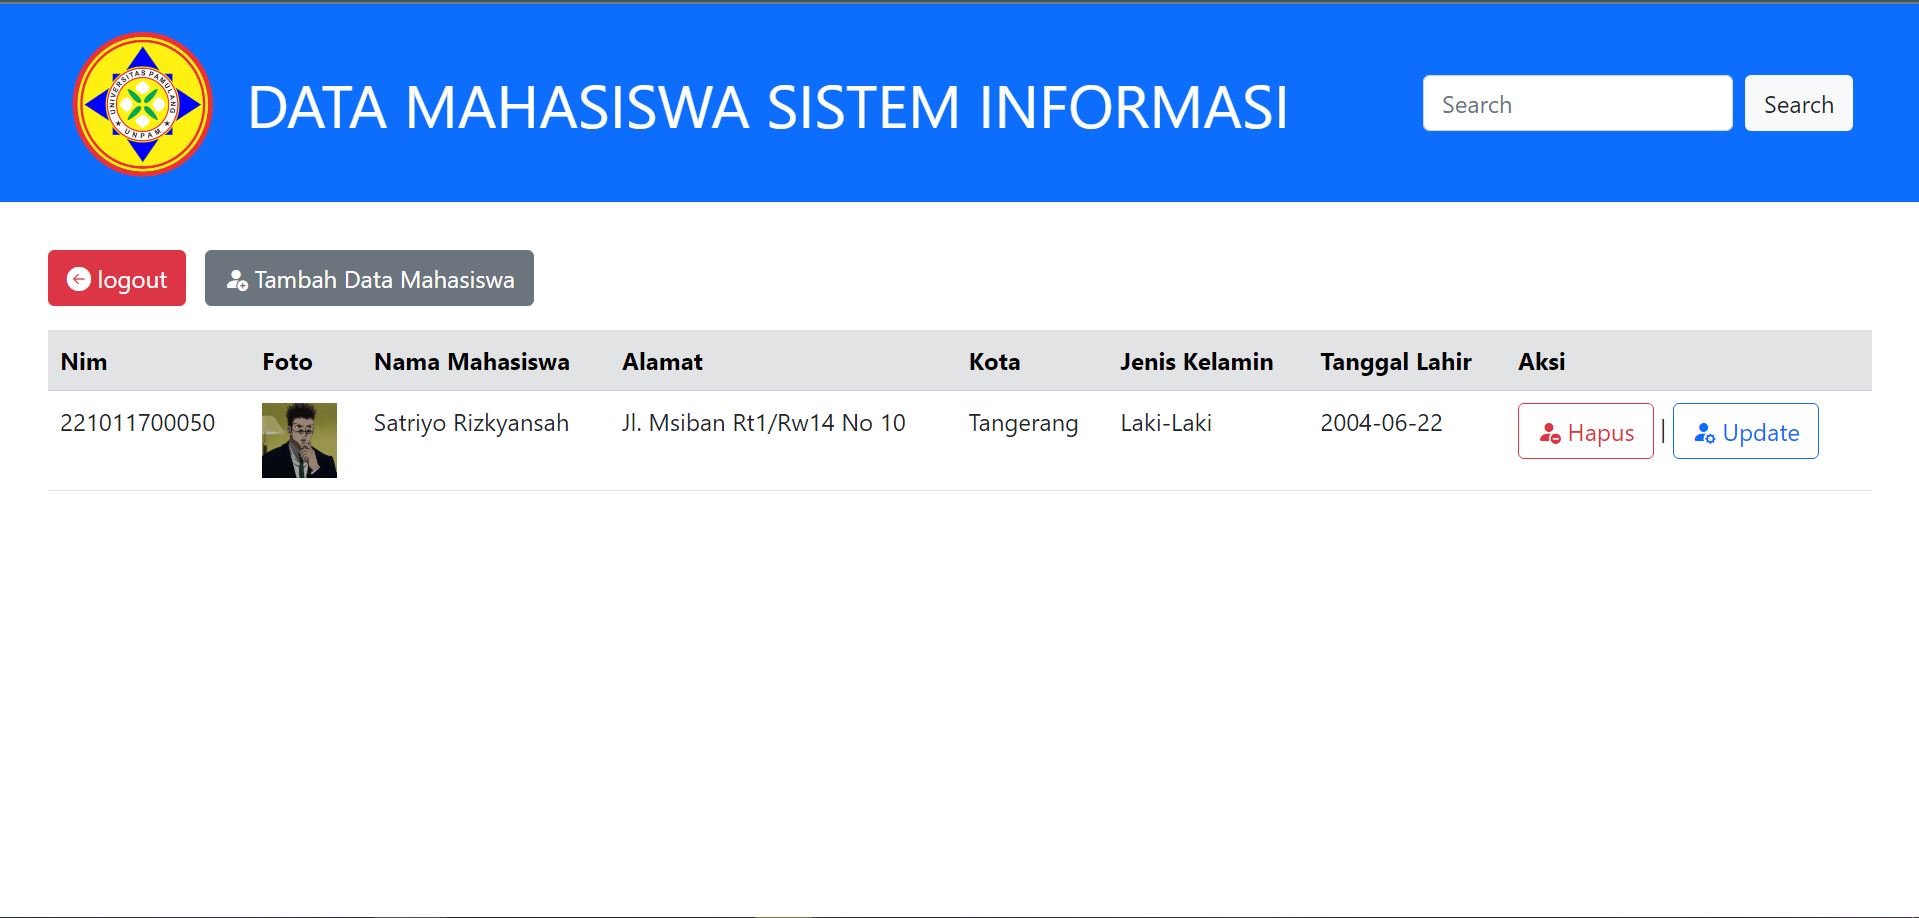 UNIVERSITAS PAMULANG
UNPAM
DATA MAHASISWA SISTEM INFORMASI
Search
Search
logout
Tambah Data Mahasiswa
Nim Foto Nama Mahasiswa Alamat Kota Jenis Kelamin Tanggal Lahir Aksi
221011700050 Satriyo Rizkyansah Jl. Msiban Rt1/Rw14 No 10 Tangerang Laki-Laki 2004-06-22 Hapus | Update